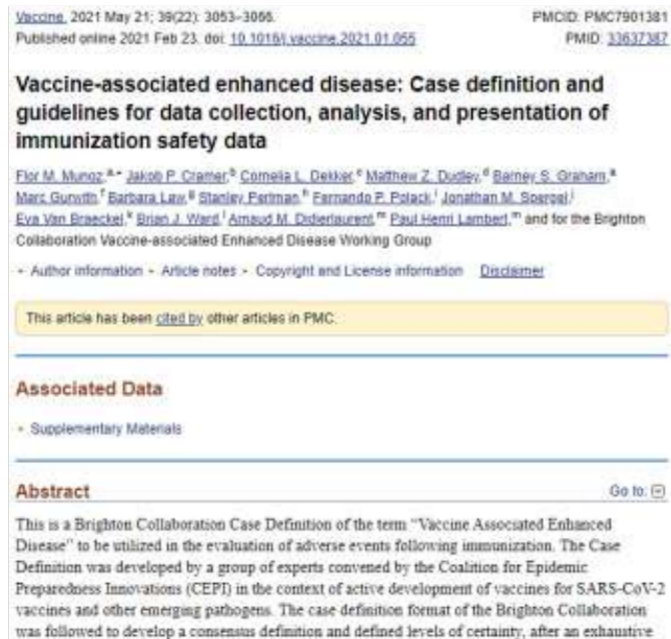 Vaccine. 2021 May 21; 39(22): 3053–3066.
PMCID: PMC7901381
Published online 2021 Feb 23. doi: 10.1016/j.vaccine.2021.01.055
PMID: 33637387
Vaccine-associated enhanced disease: Case definition and
guidelines for data collection, analysis, and presentation of
immunization safety data
Flor M. Munoz,a,* Jakob P. Cramer,b Cornelia L. Dekker,c Matthew Z. Dudley,d Barney S. Graham,e
Marc Gurwith,f Barbara Law,g Stanley Perlman,h Fernando P. Polack,i Jonathan M. Spergel,j
Eva Van Braeckel,k Brian J. Ward,l Arnaud M. Didierlaurent,m Paul Henri Lambert,m and for the Brighton
Collaboration Vaccine-associated Enhanced Disease Working Group
Author information Article notes Copyright and License information Disclaimer
This article has been cited by other articles in PMC.
Associated Data
Supplementary Materials
Abstract
Go to:
This is a Brighton Collaboration Case Definition of the term “Vaccine Associated Enhanced
Disease” to be utilized in the evaluation of adverse events following immunization. The Case
Definition was developed by a group of experts convened by the Coalition for Epidemic
Preparedness Innovations (CEPI) in the context of active development of vaccines for SARS-CoV-2
vaccines and other emerging pathogens. The case definition format of the Brighton Collaboration
was followed to develop a consensus definition and defined levels of certainty, after an exhaustive